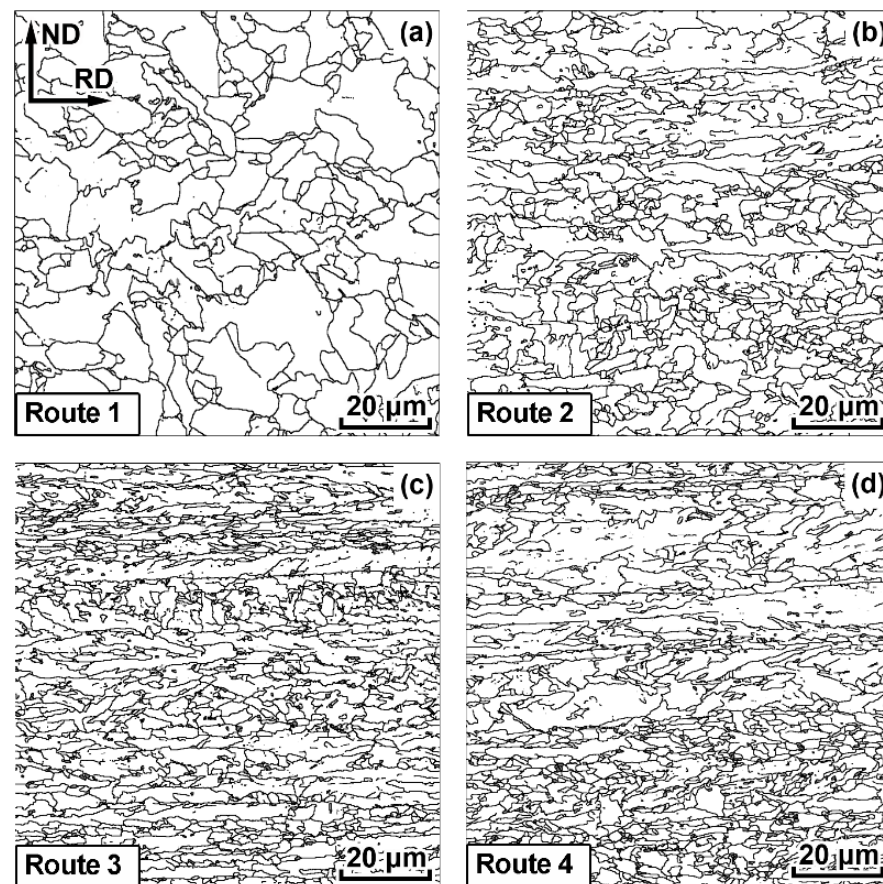 ND
RD
(a)
Route 1
20 µm
(b)
Route 2
20 µm
(c)
Route 3
20 µm
(d)
Route 4
20 µm